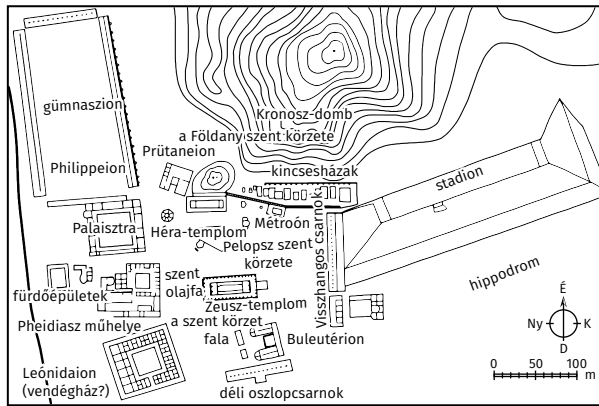 Kronosz-domb
gümnaszion
a Földany szent körzete
Prütaneion
Philippeion
kincsesházak
stadion
Palaisztra
Héra-templom
Métroón
Pelopsz szent
körzete
Visszhangos csarnok
hippodrom
szent
olajfa
fürdőépületek
Zeusz-templom
Pheidiasz műhelye
a szent körzet
fala
Buleutérion
É
Ny
K
D
Leónidaion
(vendégház?)
déli oszlopcsarnok
0 50 100
m